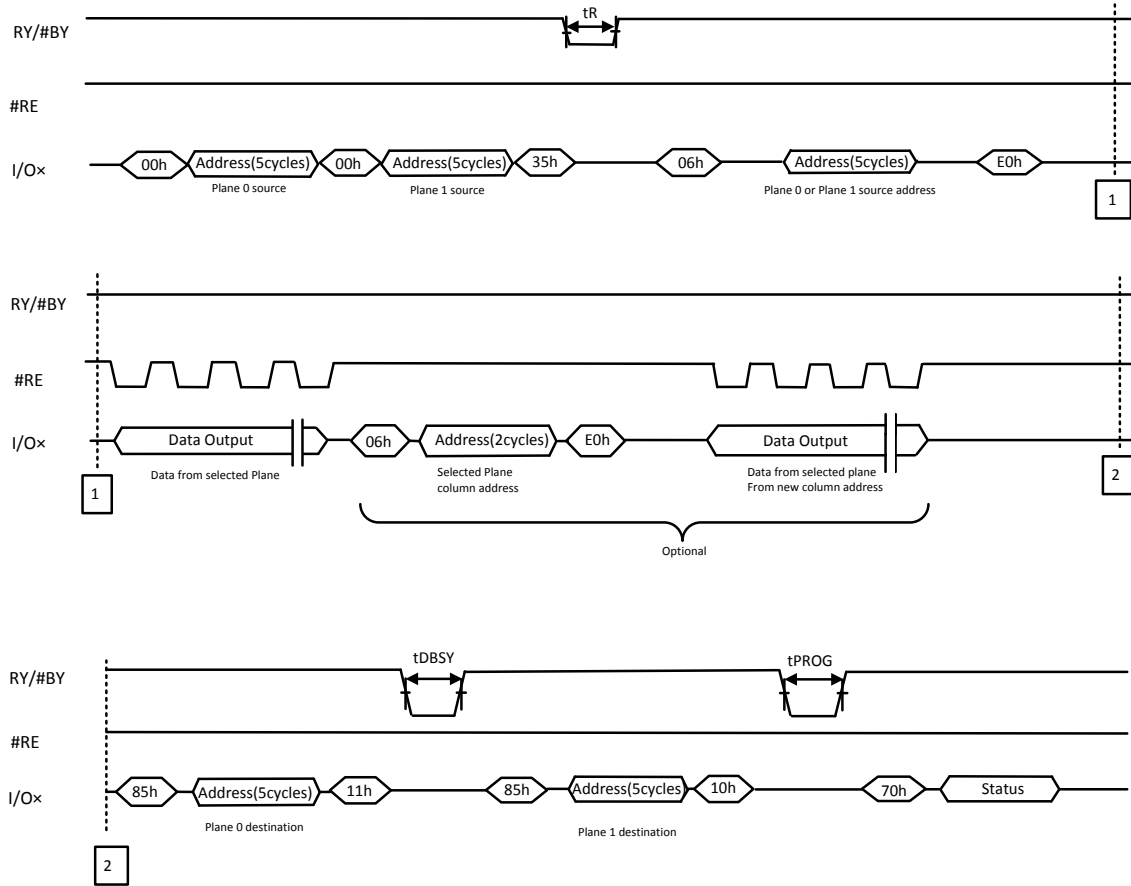 tR
RY/#BY
#RE
I/O×
00h Address(5cycles) 00h Address(5cycles) 35h 06h Address(5cycles) E0h
Plane 0 source Plane 1 source Plane 0 or Plane 1 source address
1
RY/#BY
#RE
I/O×
Data Output 06h Address(2cycles) E0h Data Output
Data from selected Plane
Selected Plane
column address
Data from selected plane
From new column address
1
2
Optional
tDBSY tPROG
RY/#BY
#RE
I/O×
85h Address(5cycles) 11h 85h Address(5cycles) 10h 70h Status
Plane 0 destination Plane 1 destination
2